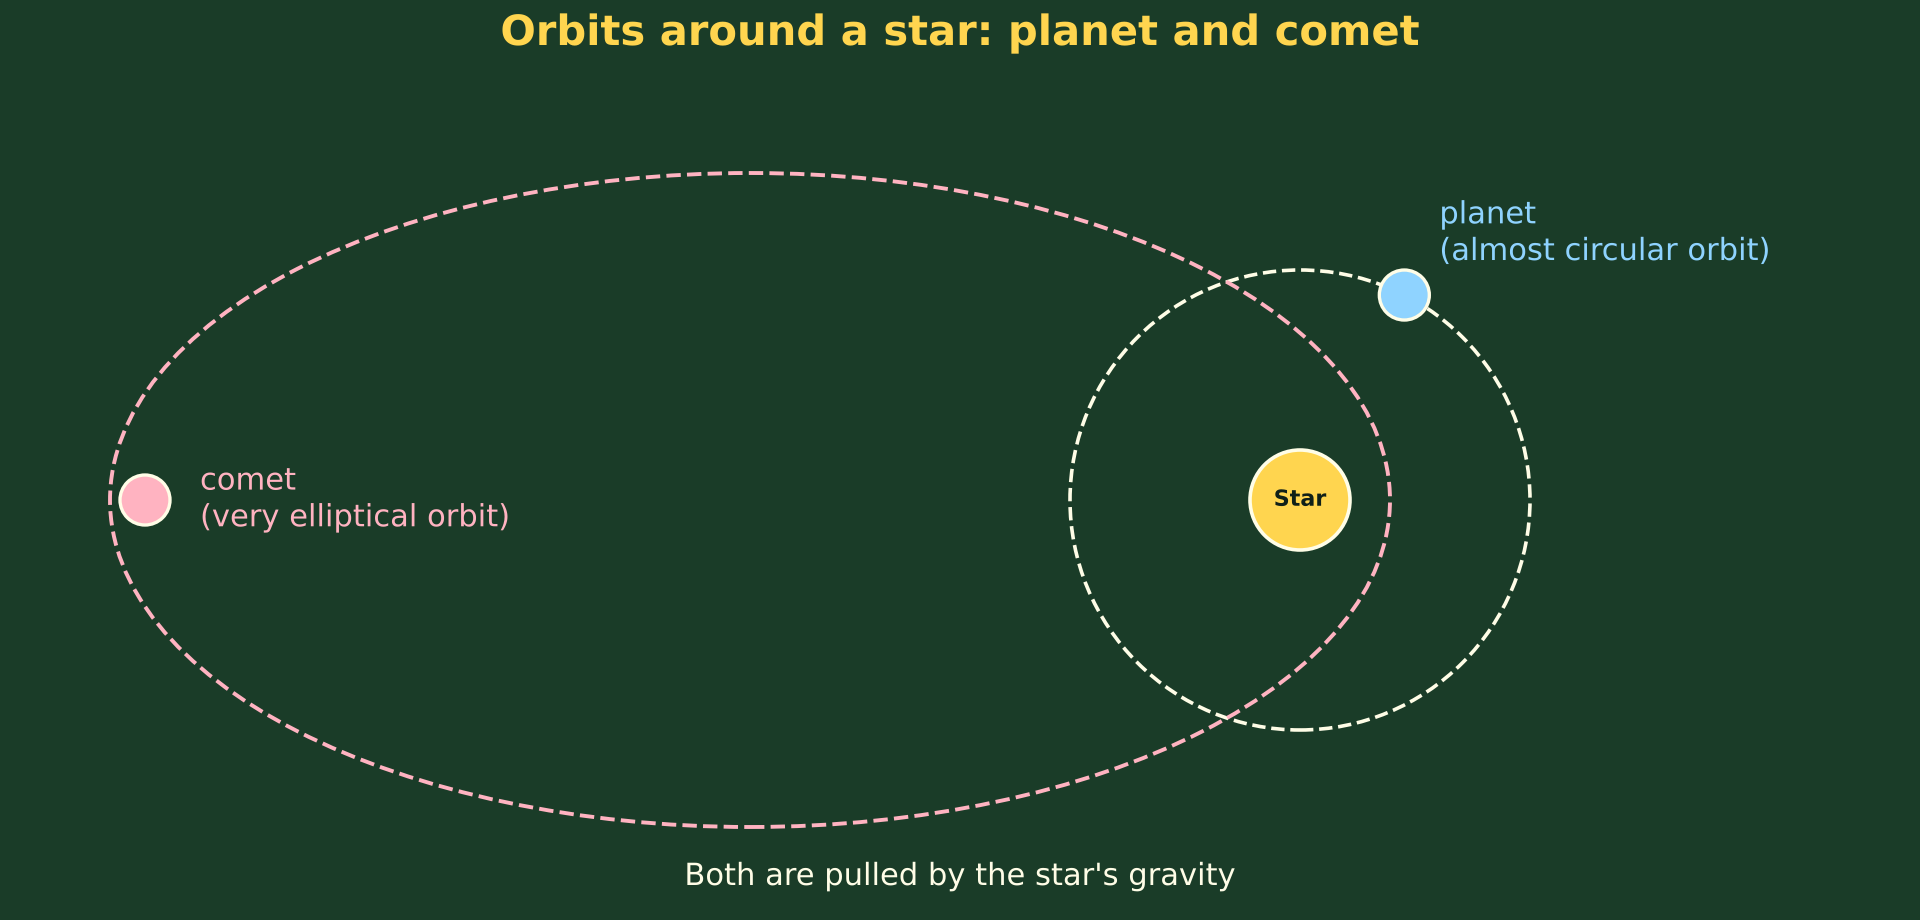 Orbits around a star: planet and comet
planet
(almost circular orbit)
comet
(very elliptical orbit)
Star
Both are pulled by the star's gravity